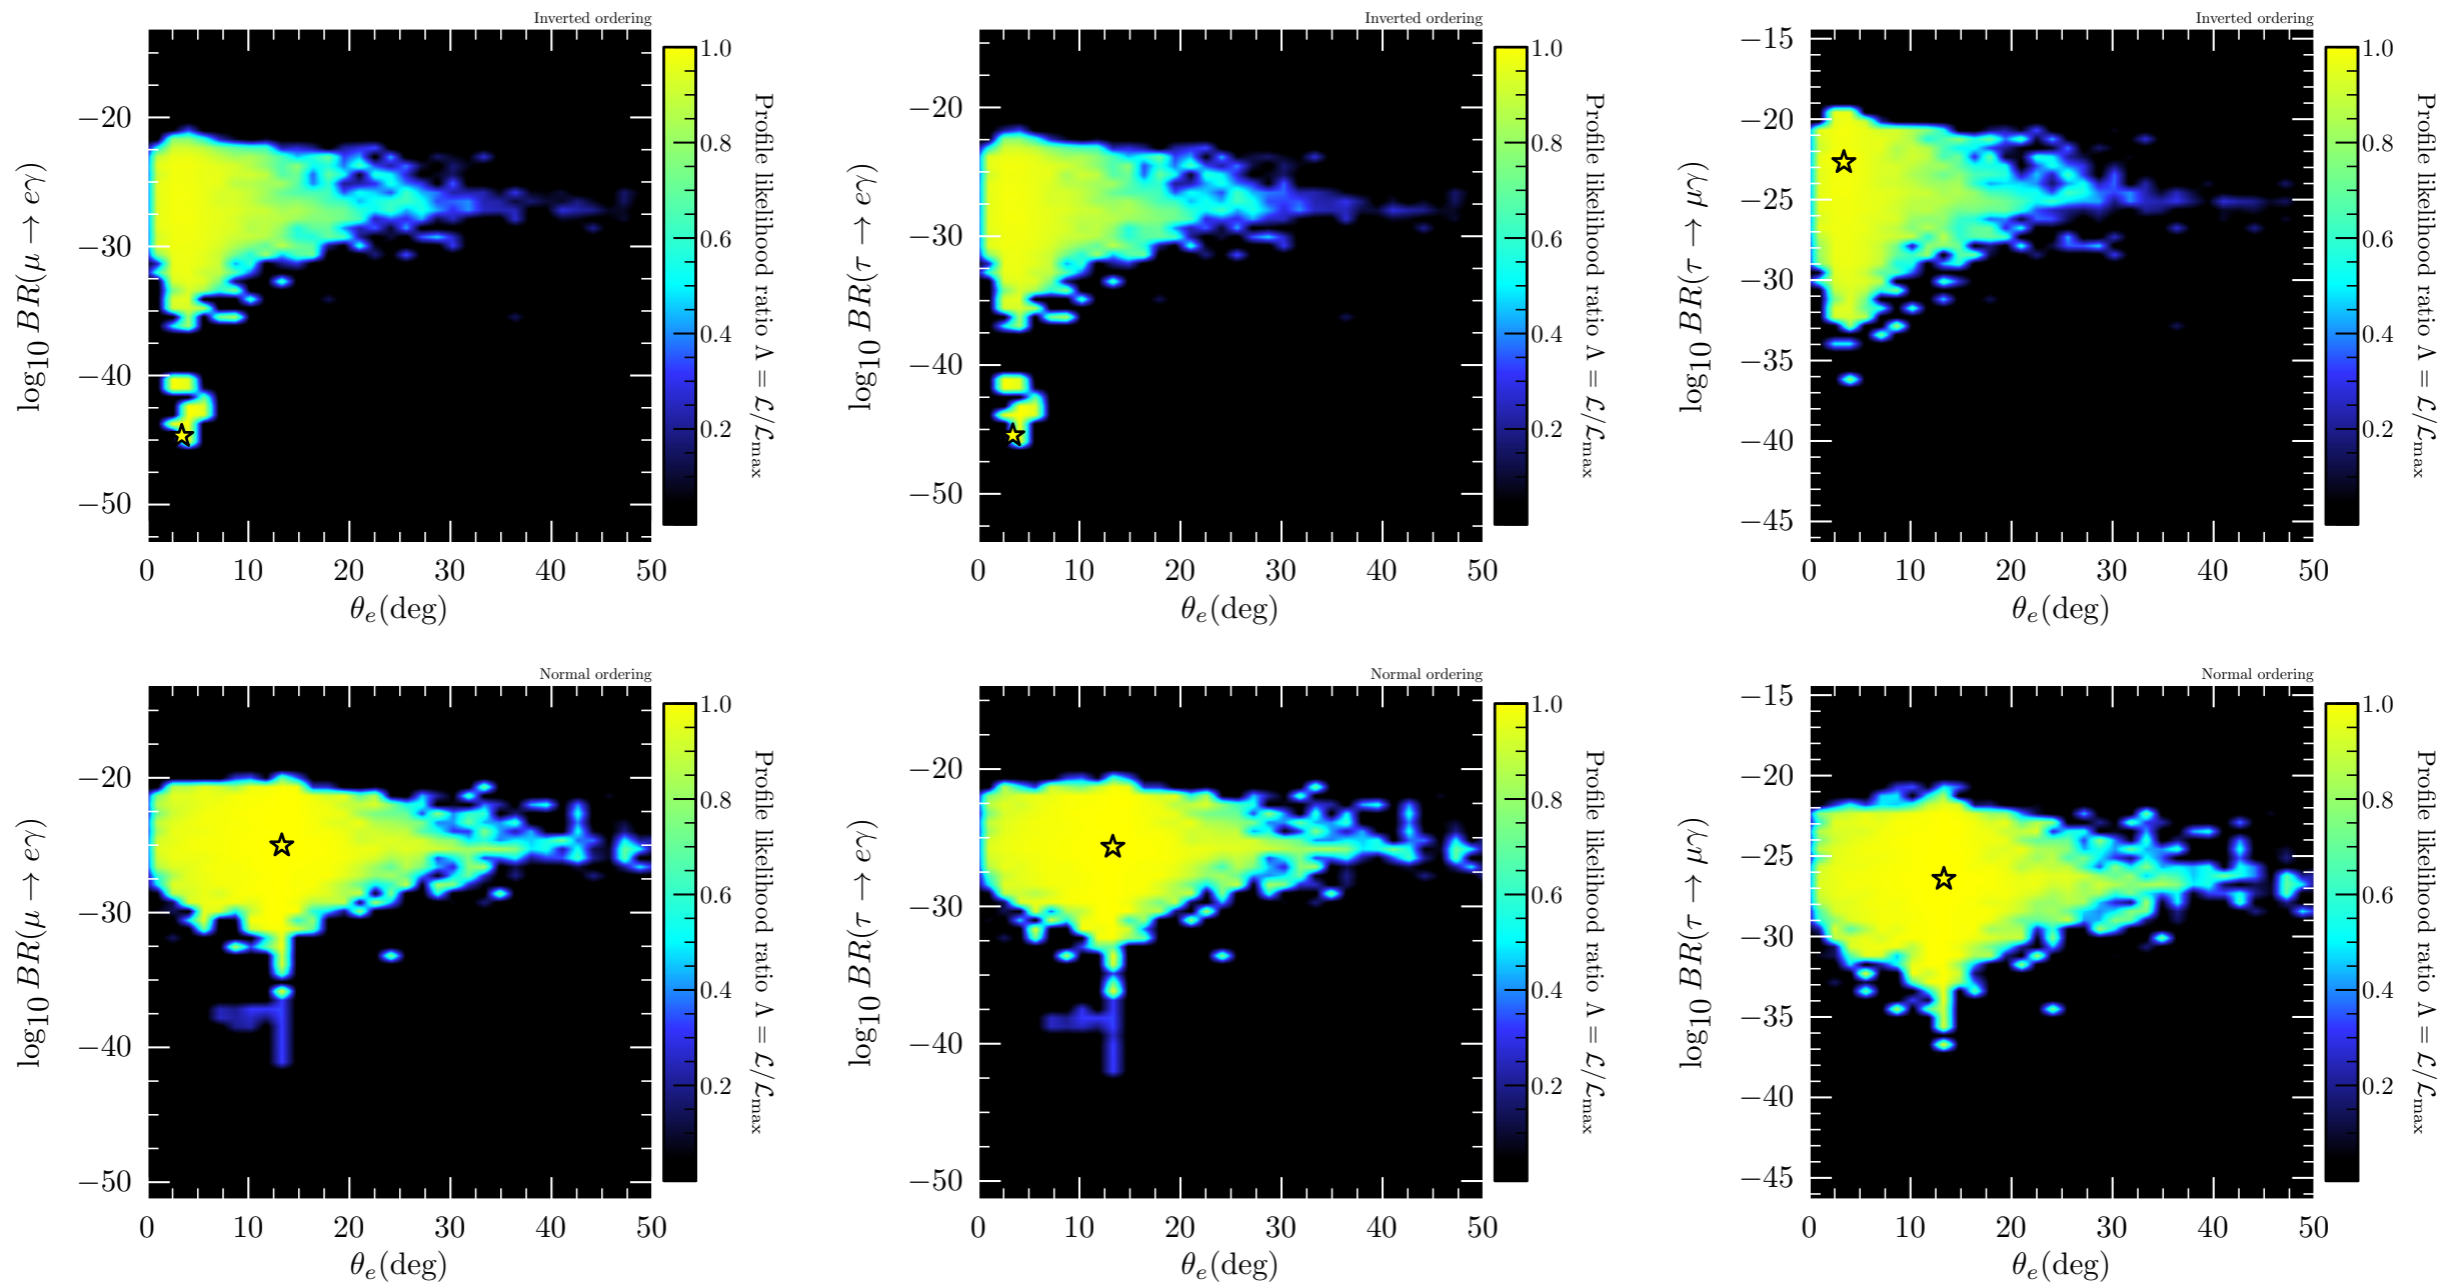 Inverted ordering
log10 BR(μ → eγ)
−20
−30
−40
−50
0 10 20 30 40 50
θe(deg)
1.0
0.8
0.6
0.4
0.2
Profile likelihood ratio Λ = ℒ/ℒmax
Inverted ordering
log10 BR(τ → eγ)
−20
−30
−40
−50
0 10 20 30 40 50
θe(deg)
1.0
0.8
0.6
0.4
0.2
Profile likelihood ratio Λ = ℒ/ℒmax
Inverted ordering
log10 BR(τ → μγ)
−15
−20
−25
−30
−35
−40
−45
0 10 20 30 40 50
θe(deg)
1.0
0.8
0.6
0.4
0.2
Profile likelihood ratio Λ = ℒ/ℒmax
Normal ordering
log10 BR(μ → eγ)
−20
−30
−40
−50
0 10 20 30 40 50
θe(deg)
1.0
0.8
0.6
0.4
0.2
Profile likelihood ratio Λ = ℒ/ℒmax
Normal ordering
log10 BR(τ → eγ)
−20
−30
−40
−50
0 10 20 30 40 50
θe(deg)
1.0
0.8
0.6
0.4
0.2
Profile likelihood ratio Λ = ℒ/ℒmax
Normal ordering
log10 BR(τ → μγ)
−15
−20
−25
−30
−35
−40
−45
0 10 20 30 40 50
θe(deg)
1.0
0.8
0.6
0.4
0.2
Profile likelihood ratio Λ = ℒ/ℒmax